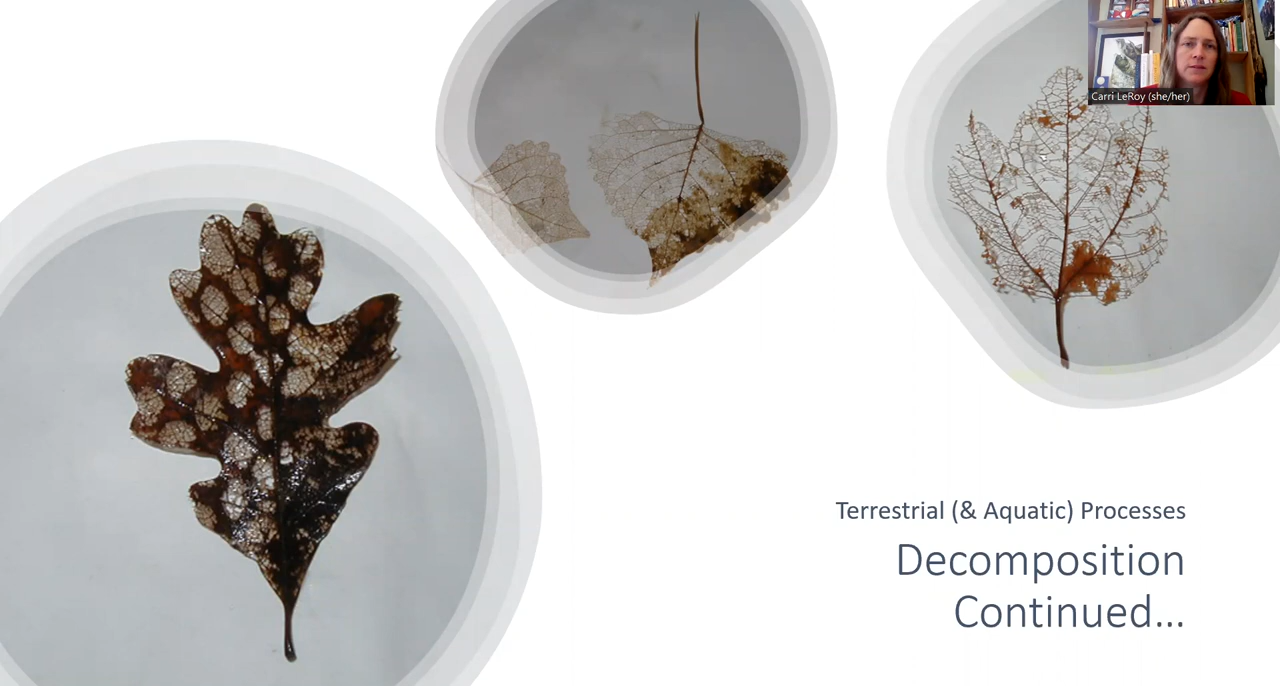 Carri LeRoy (she/her)
Terrestrial (& Aquatic) Processes
Decomposition
Continued...